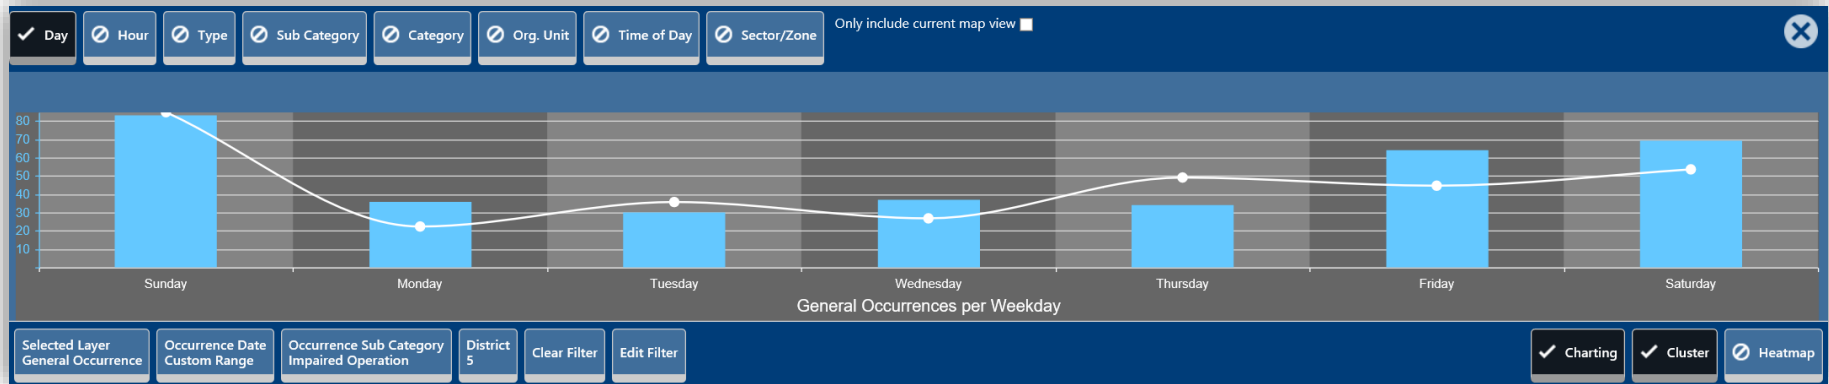 Day
Hour
Type
Sub Category
Category
Org. Unit
Time of Day
Sector/Zone
Only include current map view
80
70
60
50
40
30
20
10
Sunday
Monday
Tuesday
Wednesday
Thursday
Friday
Saturday
General Occurrences per Weekday
Selected Layer
General Occurrence
Occurrence Date
Custom Range
Occurrence Sub Category
Impaired Operation
District
5
Clear Filter
Edit Filter
Charting
Cluster
Heatmap